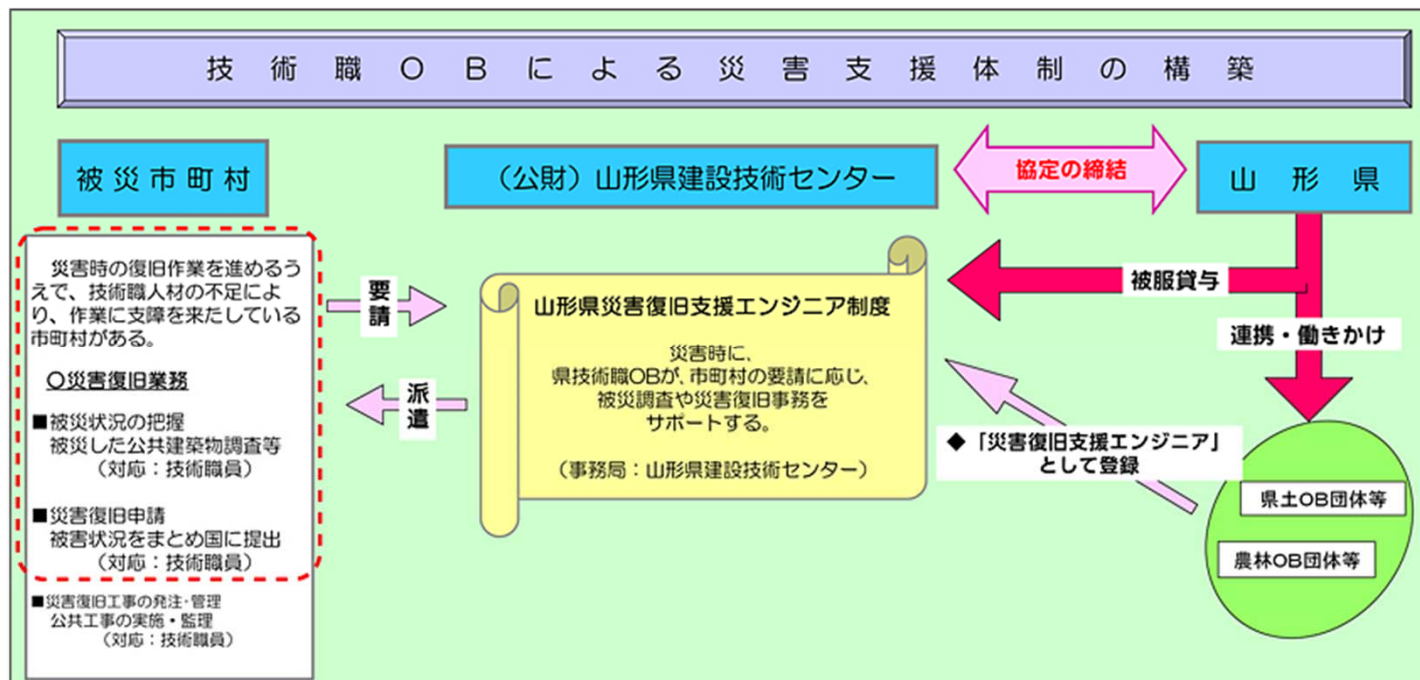 技術職OBによる災害支援体制の構築
被災市町村
（公財）山形県建設技術センター
協定の締結
山形県
災害時の復旧作業を進めるう
えで、技術職人材の不足によ
り、作業に支障を来たしている
市町村がある。
〇災害復旧業務
■被災状況の把握
被災した公共建築物調査等
（対応：技術職員）
■災害復旧申請
被害状況をまとめ国に提出
（対応：技術職員）
■災害復旧工事の発注・管理
公共工事の実施・監理
（対応：技術職員）
要請
派遣
山形県災害復旧支援エンジニア制度
災害時に、
県技術職OBが、市町村の要請に応じ、
被災調査や災害復旧事務を
サポートする。
（事務局：山形県建設技術センター）
被服貸与
連携・働きかけ
◆「災害復旧支援エンジニア」
として登録
県土OB団体等
農林OB団体等